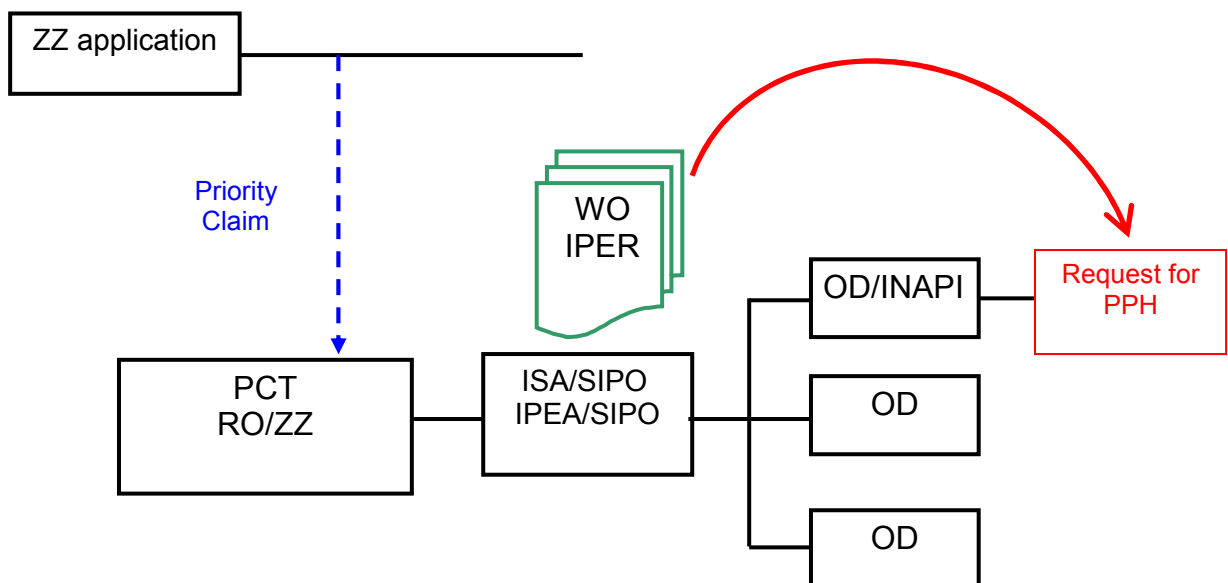 ZZ application
Priority
Claim
WO
IPER
Request for
PPH
OD/INAPI
PCT
RO/ZZ
ISA/SIPO
IPEA/SIPO
OD
OD